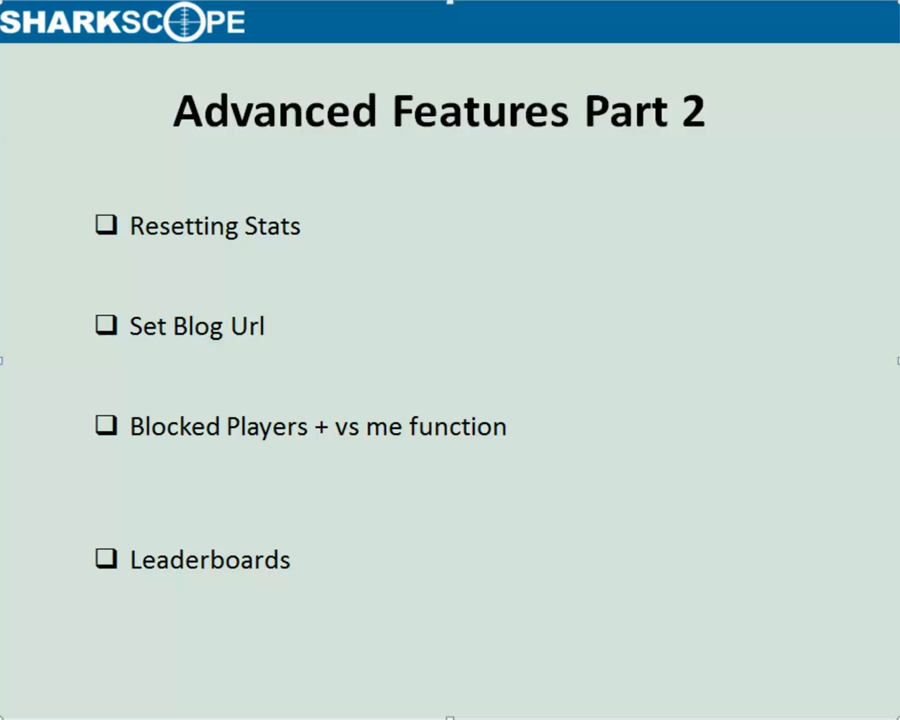 SHARKSCOPE
Advanced Features Part 2
Resetting Stats
Set Blog Url
Blocked Players + vs me function
Leaderboards